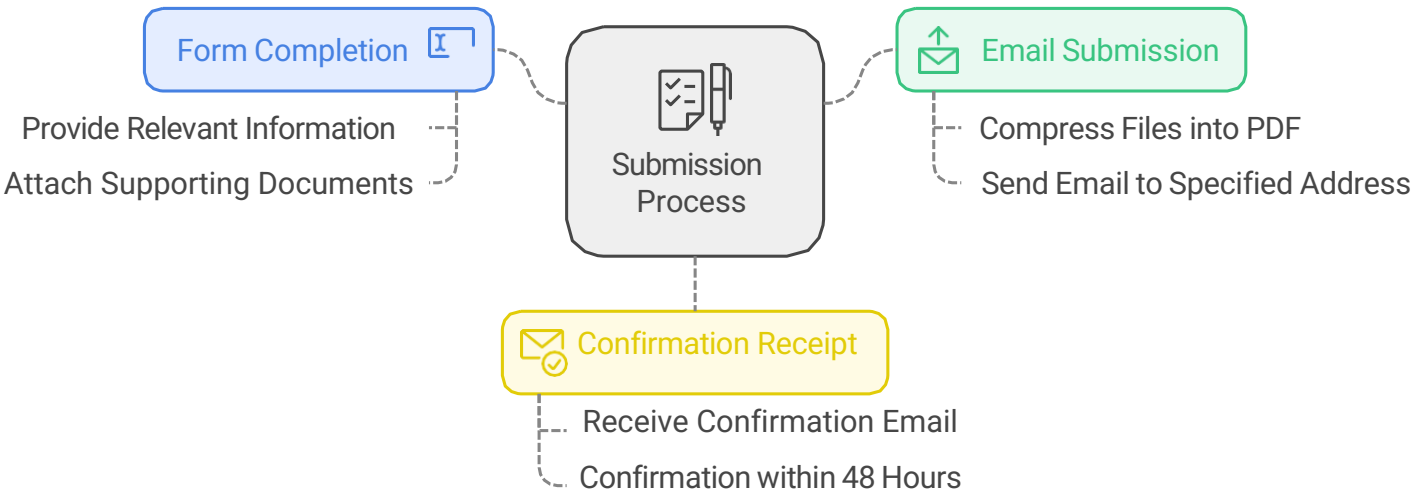 Form Completion
Provide Relevant Information
Attach Supporting Documents
Submission
Process
Email Submission
Compress Files into PDF
Send Email to Specified Address
Confirmation Receipt
Receive Confirmation Email
Confirmation within 48 Hours